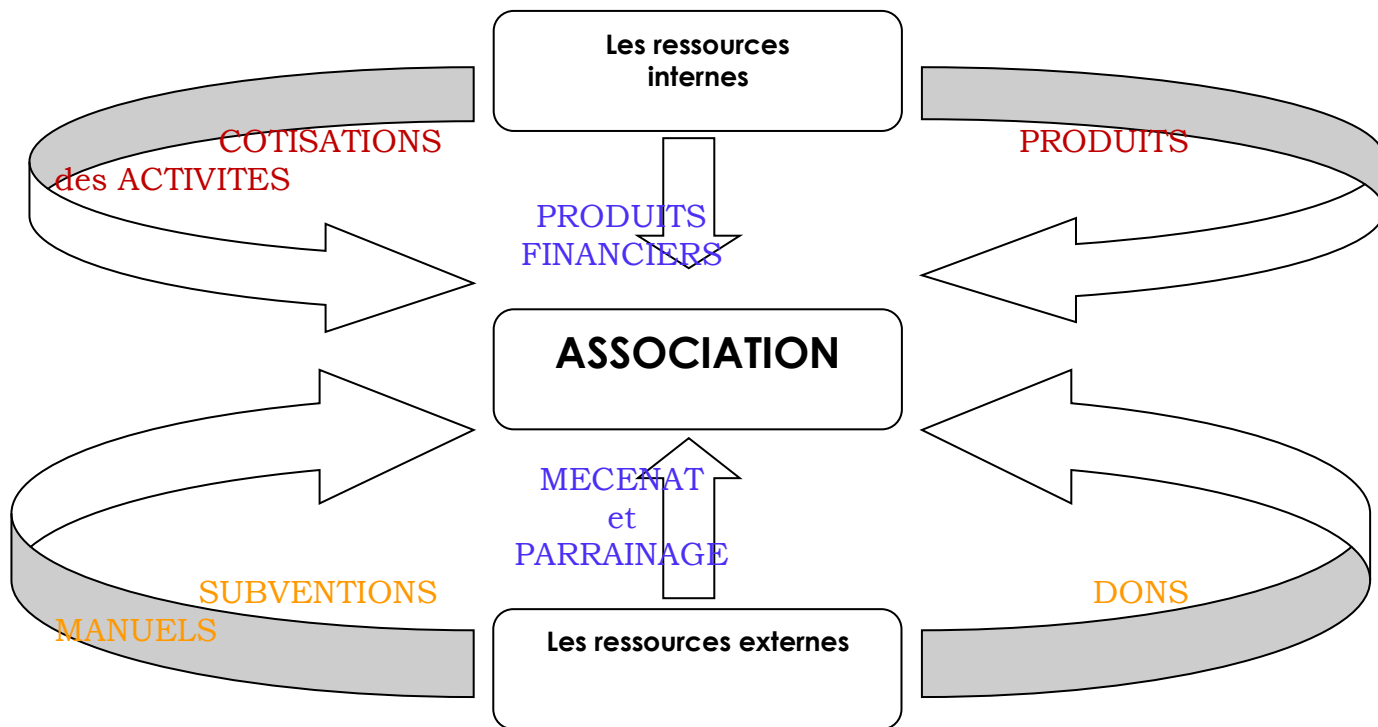 Les ressources
internes
COTISATIONS PRODUITS
des ACTIVITES
PRODUITS
FINANCIERS
ASSOCIATION
MECENAT
et
PARRAINAGE
SUBVENTIONS DONS
MANUELS
Les ressources externes